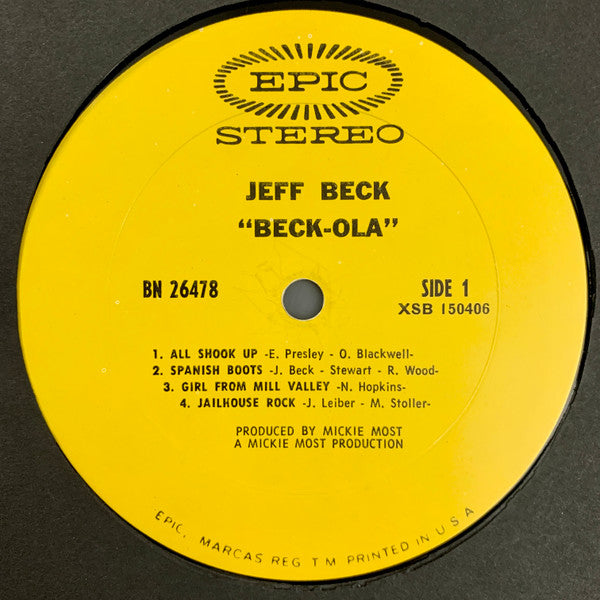 EPIC
STEREO
JEFF BECK
"BECK-OLA"
BN 26478
SIDE 1
XSB 150406
1. ALL SHOOK UP -E. Presley - O. Blackwell-
2. SPANISH BOOTS -J. Beck - Stewart - R. Wood-
3. GIRL FROM MILL VALLEY -N. Hopkins-
4. JAILHOUSE ROCK -J. Leiber - M. Stoller-
PRODUCED BY MICKIE MOST
A MICKIE MOST PRODUCTION
EPIC, MARCAS REG T M PRINTED IN U S A